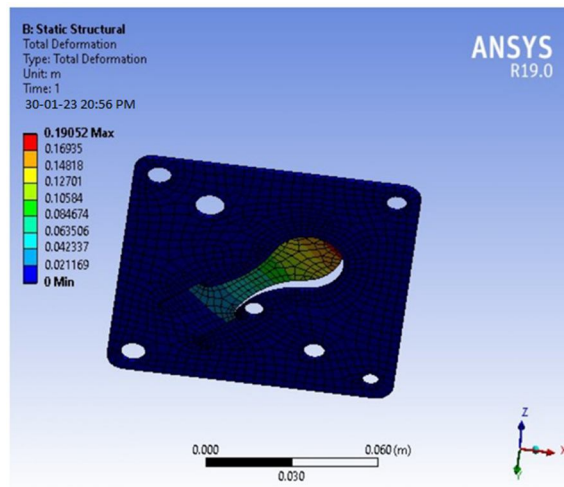 B: Static Structural
Total Deformation
Type: Total Deformation
Unit: m
Time: 1
30-01-23 20:56 PM
ANSYS
R19.0
0.19052 Max
0.16935
0.14818
0.12701
0.10584
0.084674
0.063506
0.042337
0.021169
0 Min
Z
X
Y
0.000
0.060 (m)
0.030